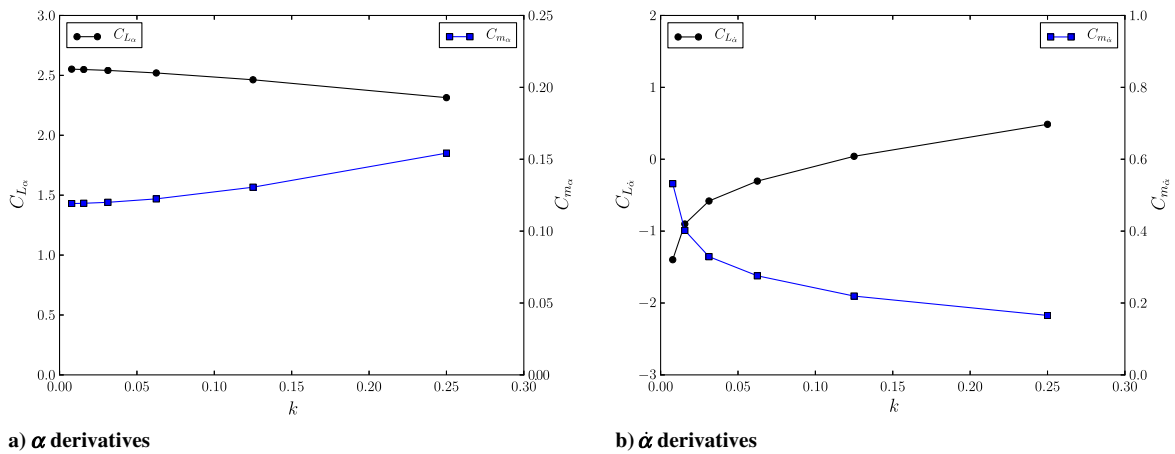 3.0
2.5
2.0
1.5
1.0
0.5
0.0
C_{L_α}
0.25
0.20
0.15
0.10
0.05
0.00
C_{m_α}
C_{L_α}
C_{m_α}
0.00 0.05 0.10 0.15 0.20 0.25 0.30
k
a) α derivatives
2
1
0
−1
−2
−3
C_{L_α̇}
1.0
0.8
0.6
0.4
0.2
0.0
C_{m_α̇}
C_{L_α̇}
C_{m_α̇}
0.00 0.05 0.10 0.15 0.20 0.25 0.30
k
b) α̇ derivatives